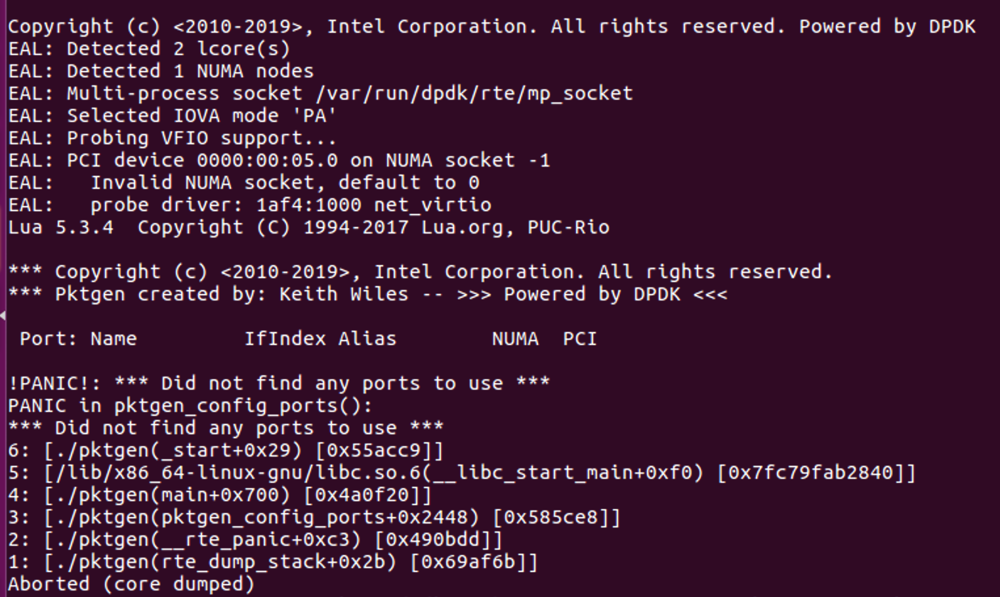 Copyright (c) <2010-2019>, Intel Corporation. All rights reserved. Powered by DPDK
EAL: Detected 2 lcore(s)
EAL: Detected 1 NUMA nodes
EAL: Multi-process socket /var/run/dpdk/rte/mp_socket
EAL: Selected IOVA mode 'PA'
EAL: Probing VFIO support...
EAL: PCI device 0000:00:05.0 on NUMA socket -1
EAL:   Invalid NUMA socket, default to 0
EAL:   probe driver: 1af4:1000 net_virtio
Lua 5.3.4  Copyright (C) 1994-2017 Lua.org, PUC-Rio
*** Copyright (c) <2010-2019>, Intel Corporation. All rights reserved.
*** Pktgen created by: Keith Wiles -- >>> Powered by DPDK <<<
Port: Name         IfIndex Alias        NUMA  PCI
!PANIC!: *** Did not find any ports to use ***
PANIC in pktgen_config_ports():
*** Did not find any ports to use ***
6: [./pktgen(_start+0x29) [0x55acc9]]
5: [/lib/x86_64-linux-gnu/libc.so.6(__libc_start_main+0xf0) [0x7fc79fab2840]]
4: [./pktgen(main+0x700) [0x4a0f20]]
3: [./pktgen(pktgen_config_ports+0x2448) [0x585ce8]]
2: [./pktgen(__rte_panic+0xc3) [0x490bdd]]
1: [./pktgen(rte_dump_stack+0x2b) [0x69af6b]]
Aborted (core dumped)